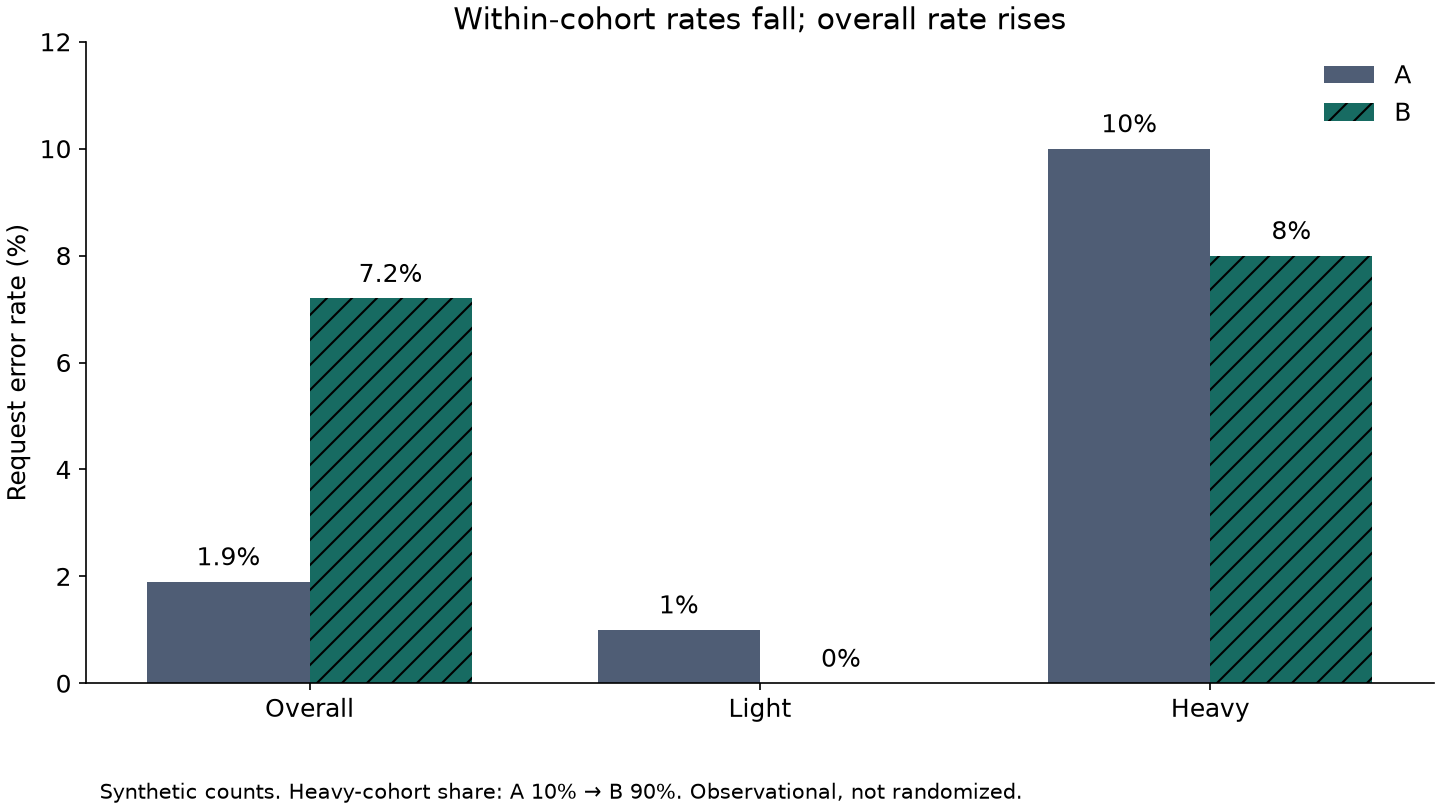 Within-cohort rates fall; overall rate rises
Request error rate (%)
12
10
8
6
4
2
0
A
B
1.9%
7.2%
1%
0%
10%
8%
Overall
Light
Heavy
Synthetic counts. Heavy-cohort share: A 10% → B 90%. Observational, not randomized.